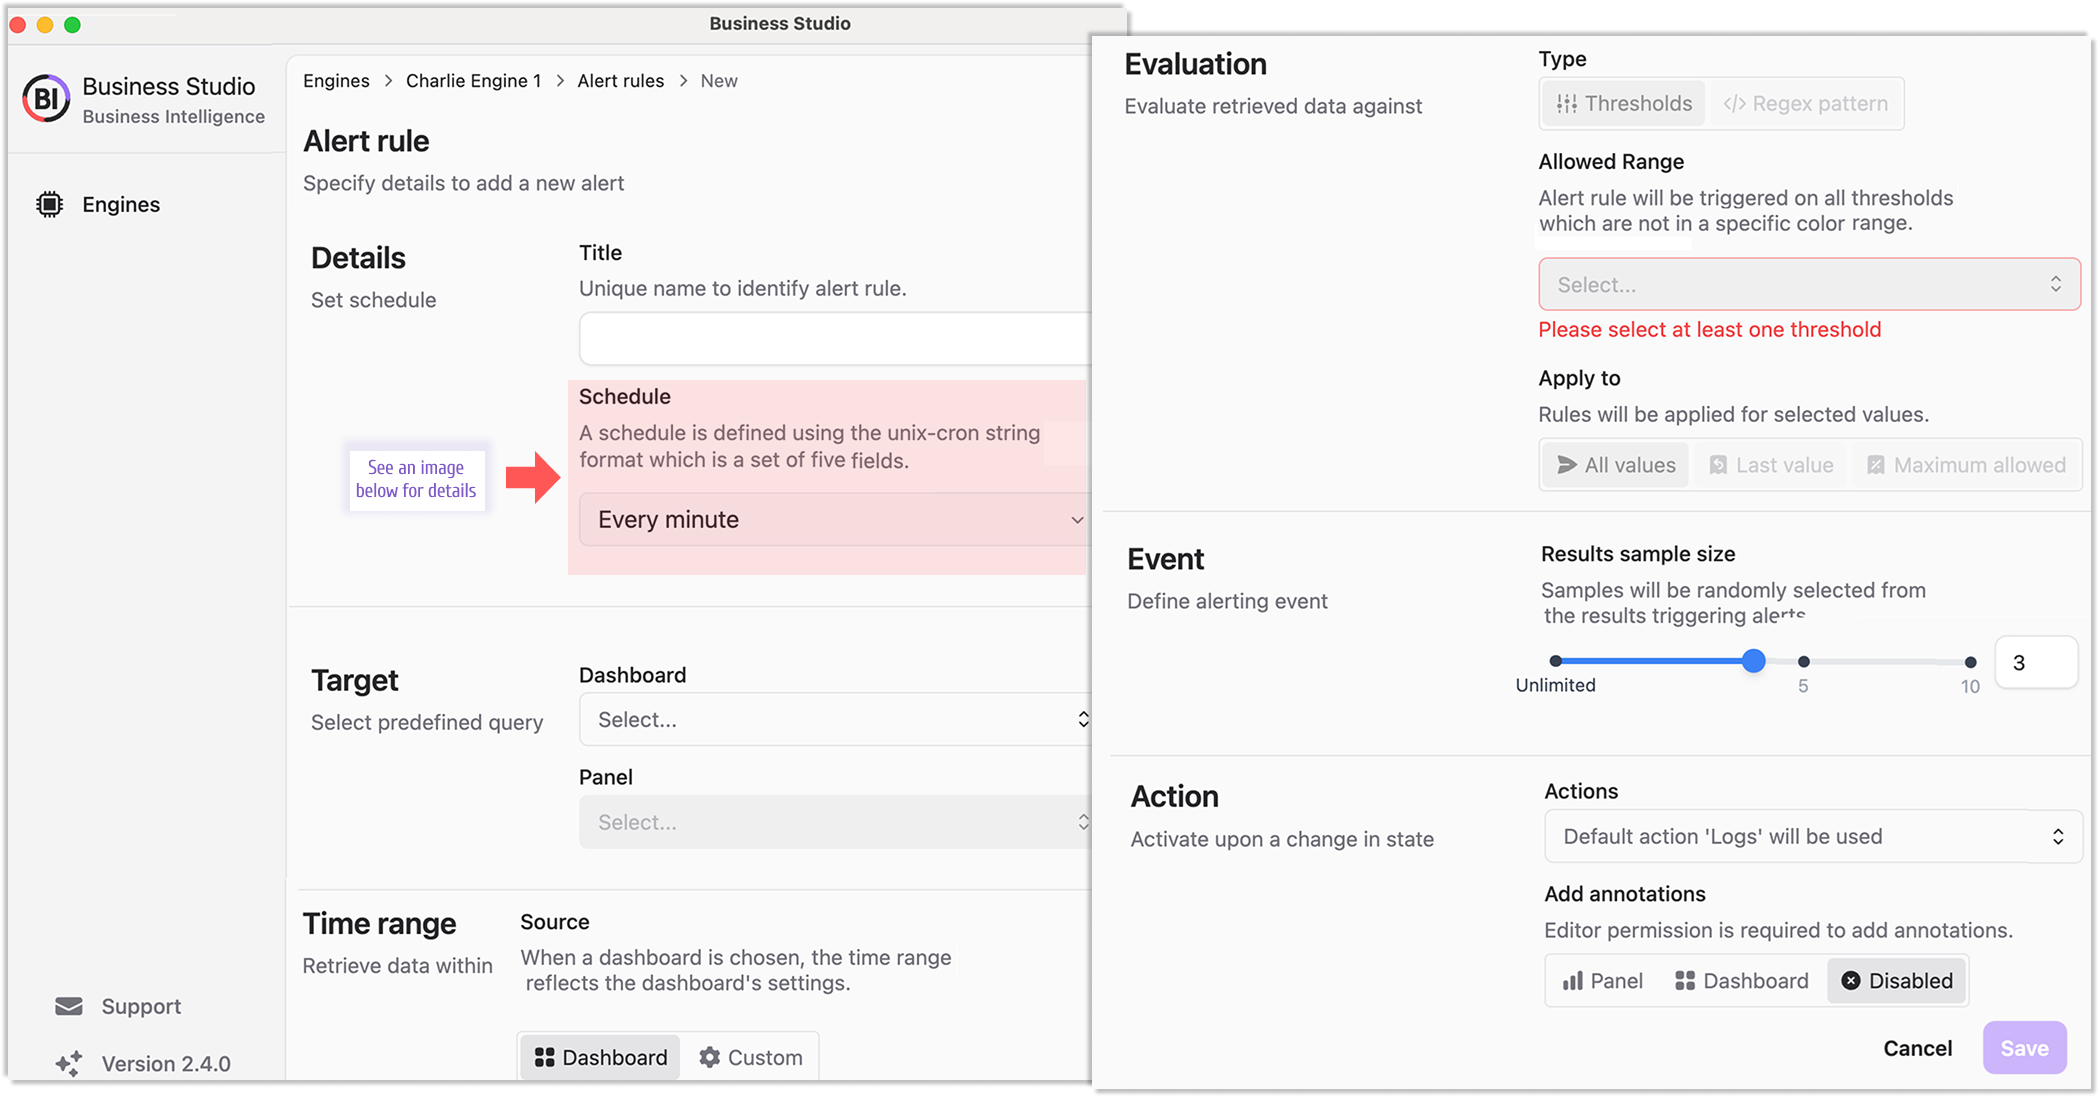 Business Studio
BI
Business Studio
Business Intelligence
Engines
Support
Version 2.4.0
Engines > Charlie Engine 1 > Alert rules > New
Alert rule
Specify details to add a new alert
Details
Set schedule
Title
Unique name to identify alert rule.
See an image
below for details
Schedule
A schedule is defined using the unix-cron string
format which is a set of five fields.
Every minute
Target
Select predefined query
Dashboard
Select...
Panel
Select...
Time range
Retrieve data within
Source
When a dashboard is chosen, the time range
reflects the dashboard's settings.
Dashboard
Custom
Evaluation
Evaluate retrieved data against
Type
Thresholds
</> Regex pattern
Allowed Range
Alert rule will be triggered on all thresholds
which are not in a specific color range.
Select...
Please select at least one threshold
Apply to
Rules will be applied for selected values.
All values
Last value
Maximum allowed
Event
Define alerting event
Results sample size
Samples will be randomly selected from
the results triggering alerts
Unlimited
5
10
3
Action
Activate upon a change in state
Actions
Default action 'Logs' will be used
Add annotations
Editor permission is required to add annotations.
Panel
Dashboard
Disabled
Cancel
Save